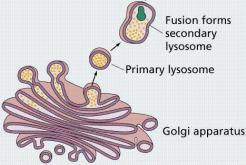 Fusion forms
secondary
lysosome
Primary lysosome
Golgi apparatus